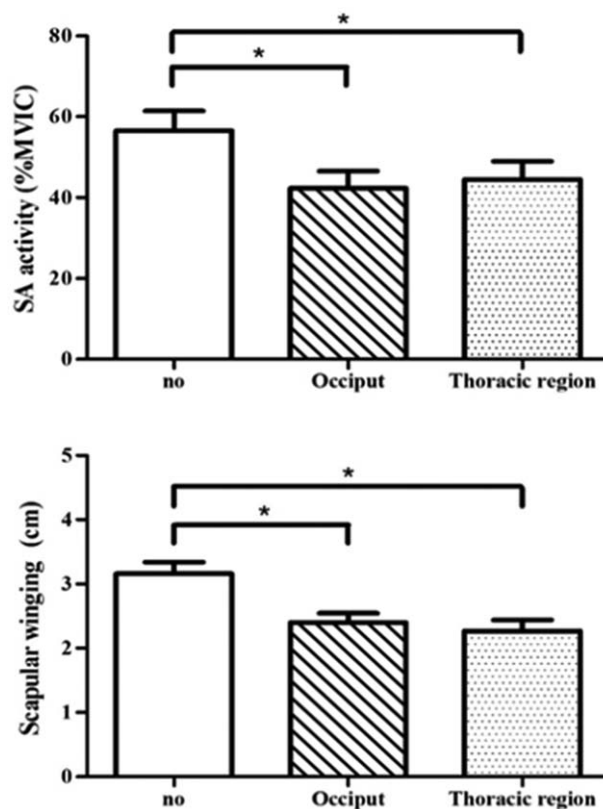 SA activity (%MVIC)
80
60
40
20
0
*
*
no
Occiput
Thoracic region
Scapular winging (cm)
5
4
3
2
1
0
*
*
no
Occiput
Thoracic region